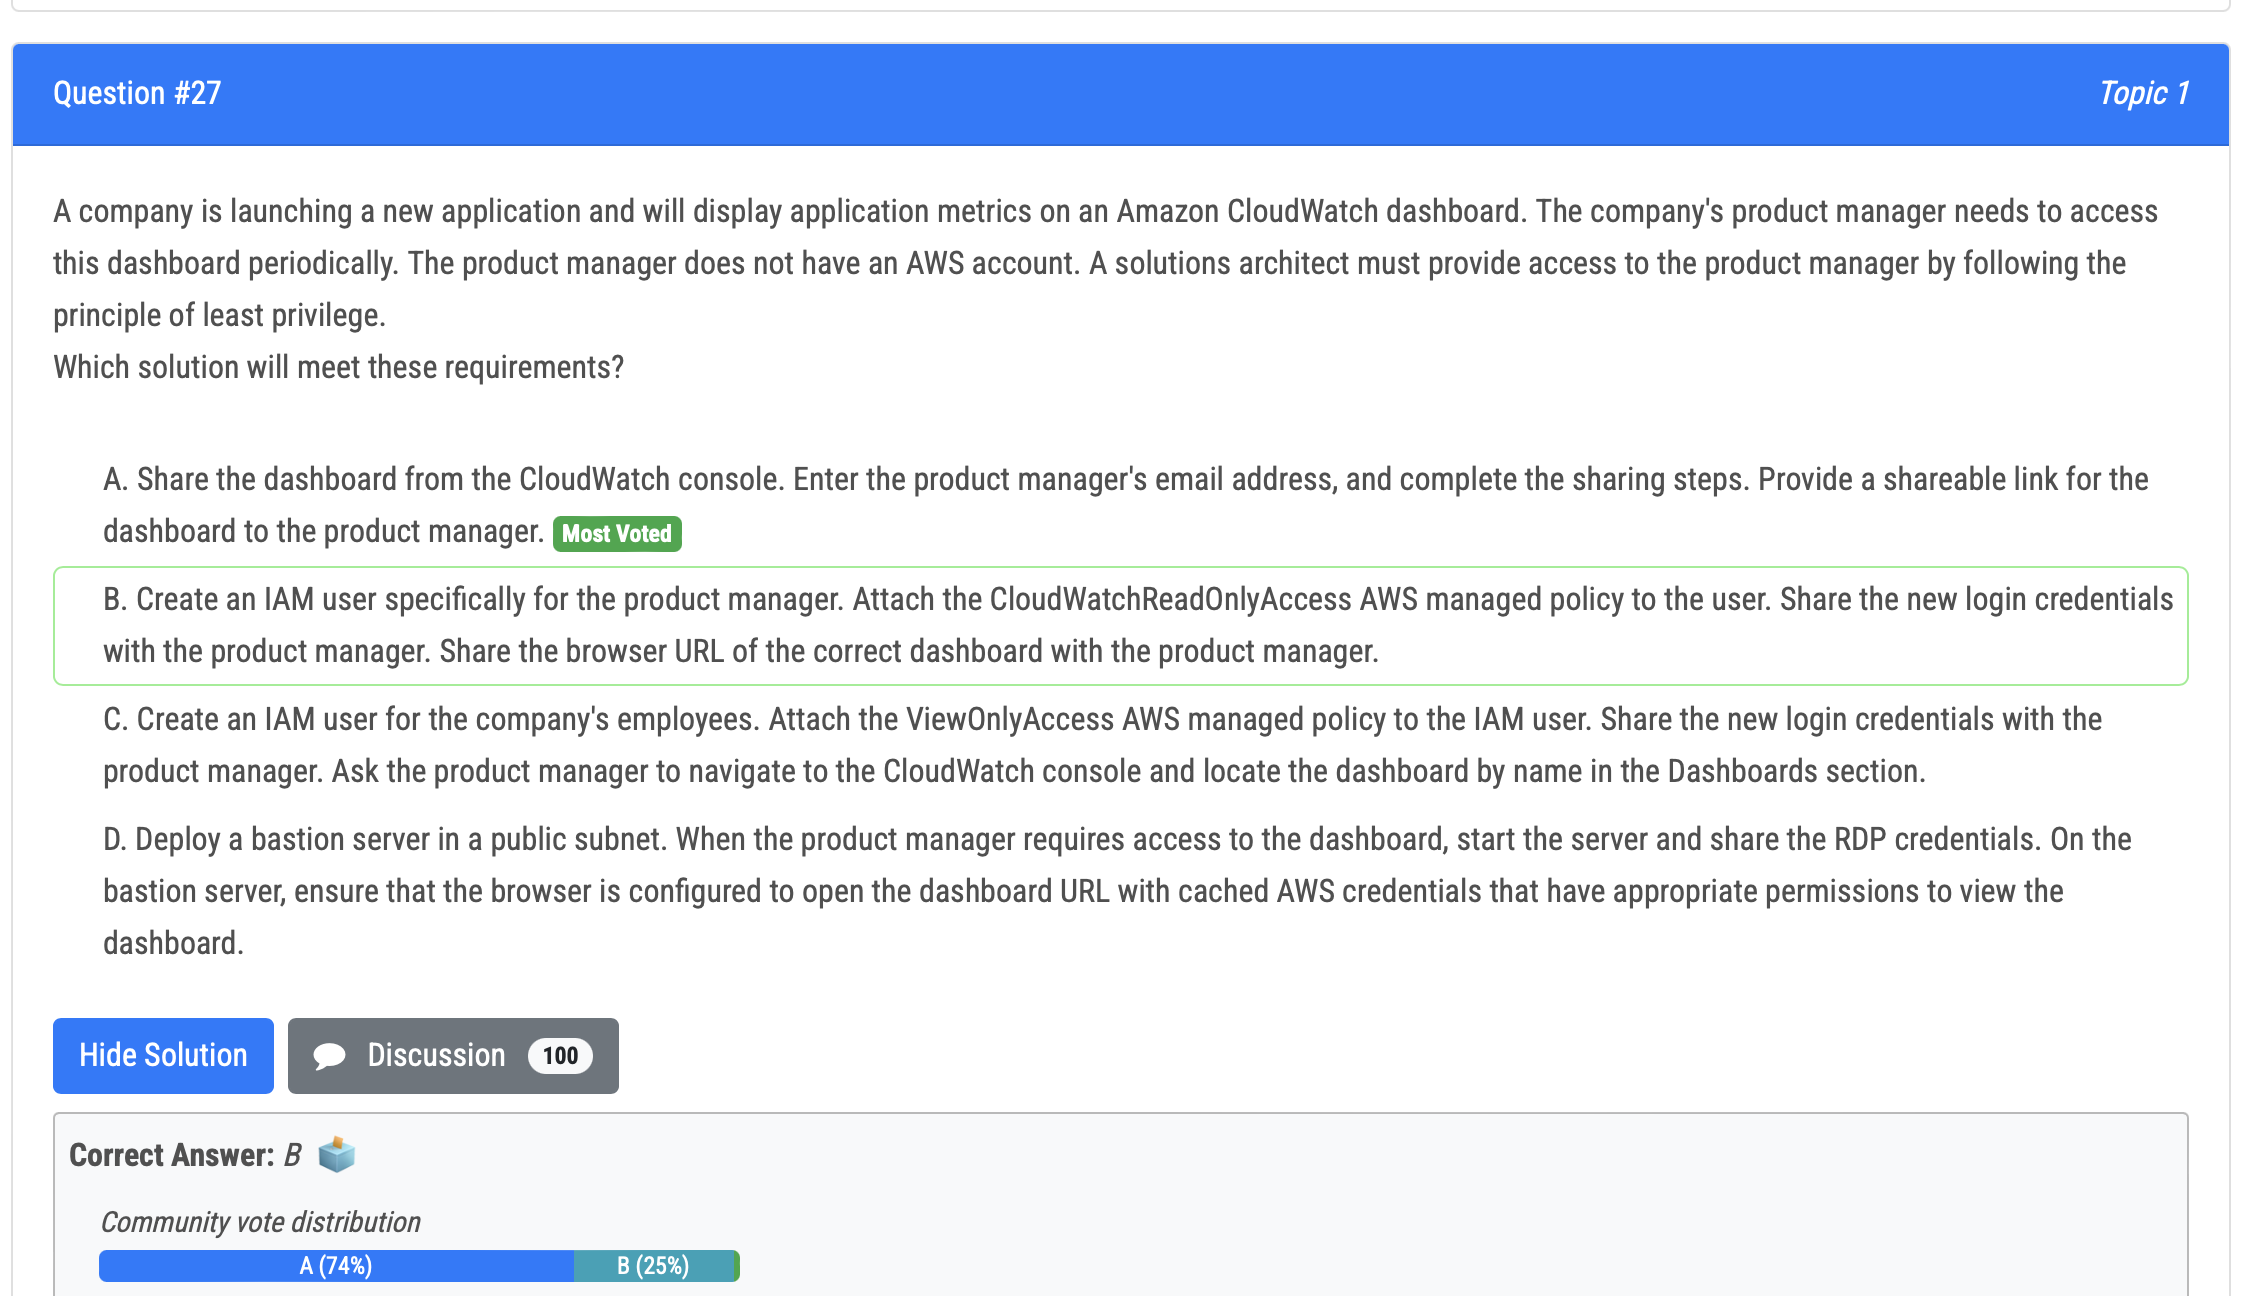 Question #27
Topic 1
A company is launching a new application and will display application metrics on an Amazon CloudWatch dashboard. The company's product manager needs to access
this dashboard periodically. The product manager does not have an AWS account. A solutions architect must provide access to the product manager by following the
principle of least privilege.
Which solution will meet these requirements?
A. Share the dashboard from the CloudWatch console. Enter the product manager's email address, and complete the sharing steps. Provide a shareable link for the
dashboard to the product manager. Most Voted
B. Create an IAM user specifically for the product manager. Attach the CloudWatchReadOnlyAccess AWS managed policy to the user. Share the new login credentials
with the product manager. Share the browser URL of the correct dashboard with the product manager.
C. Create an IAM user for the company's employees. Attach the ViewOnlyAccess AWS managed policy to the IAM user. Share the new login credentials with the
product manager. Ask the product manager to navigate to the CloudWatch console and locate the dashboard by name in the Dashboards section.
D. Deploy a bastion server in a public subnet. When the product manager requires access to the dashboard, start the server and share the RDP credentials. On the
bastion server, ensure that the browser is configured to open the dashboard URL with cached AWS credentials that have appropriate permissions to view the
dashboard.
Hide Solution
Discussion 100
Correct Answer: B
Community vote distribution
A (74%)
B (25%)